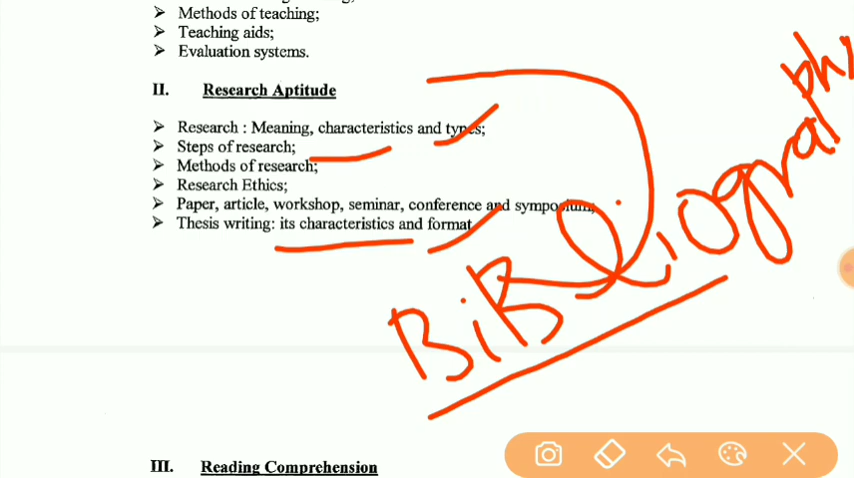 ➢ Methods of teaching;
➢ Teaching aids;
➢ Evaluation systems.
II. Research Aptitude
➢ Research : Meaning, characteristics and types;
➢ Steps of research;
➢ Methods of research;
➢ Research Ethics;
➢ Paper, article, workshop, seminar, conference and symposium;
➢ Thesis writing: its characteristics and format.
BiBliography
III. Reading Comprehension